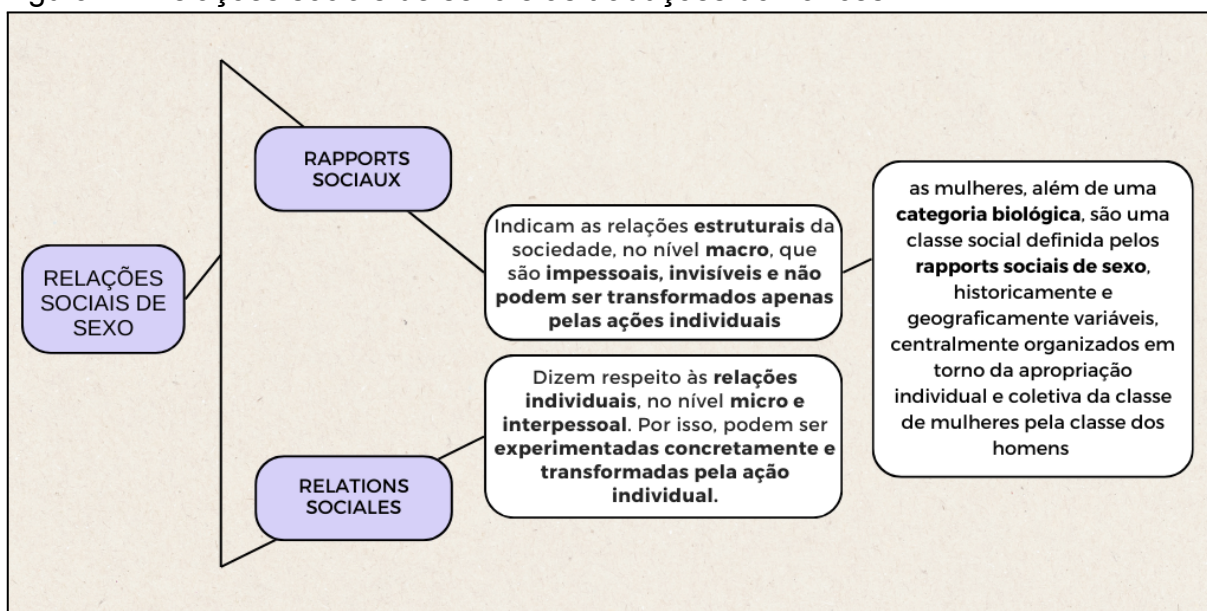 RELAÇÕES
SOCIAIS DE
SEXO
RAPPORTS
SOCIAUX
Indicam as relações estruturais da
sociedade, no nível macro, que
são impessoais, invisíveis e não
podem ser transformados apenas
pelas ações individuais
as mulheres, além de uma
categoria biológica, são uma
classe social definida pelos
rapports sociais de sexo,
historicamente e
geograficamente variáveis,
centralmente organizados em
torno da apropriação
individual e coletiva da classe
de mulheres pela classe dos
homens
RELATIONS
SOCIALES
Dizem respeito às relações
individuais, no nível micro e
interpessoal. Por isso, podem ser
experimentadas concretamente e
transformadas pela ação
individual.